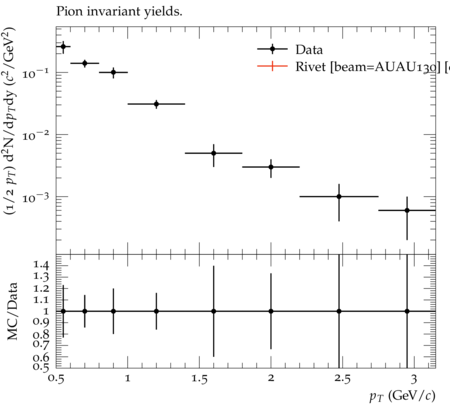 Pion invariant yields.
(1/2 p_T) d²N/dp_Tdy (c²/GeV²)
Data
Rivet [beam=AUAU130] [
10⁻¹
10⁻²
10⁻³
MC/Data
1.4
1.3
1.2
1.1
1
0.9
0.8
0.7
0.6
0.5
0.5 1 1.5 2 2.5 3
p_T (GeV/c)